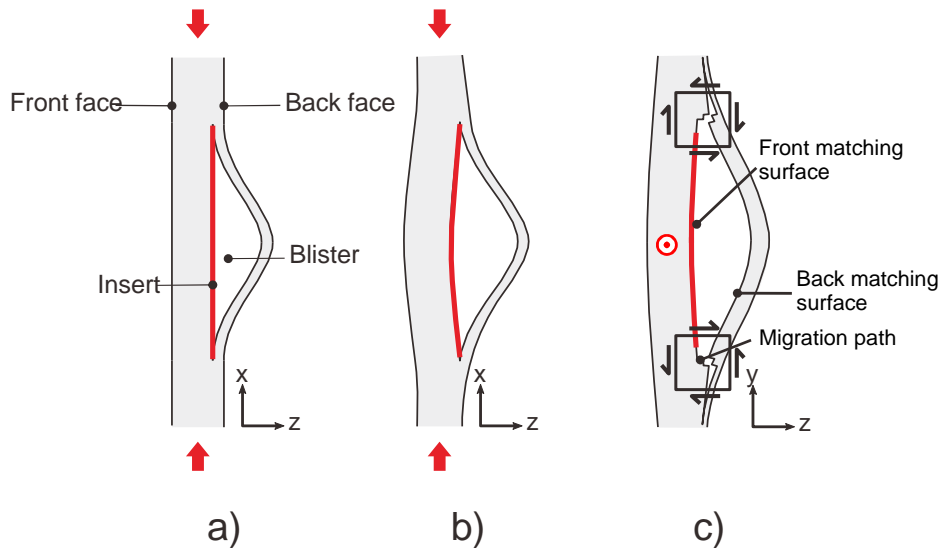 Front face
Back face
Insert
Blister
x
z
x
z
Front matching
surface
Back matching
surface
Migration path
y
z
a)
b)
c)